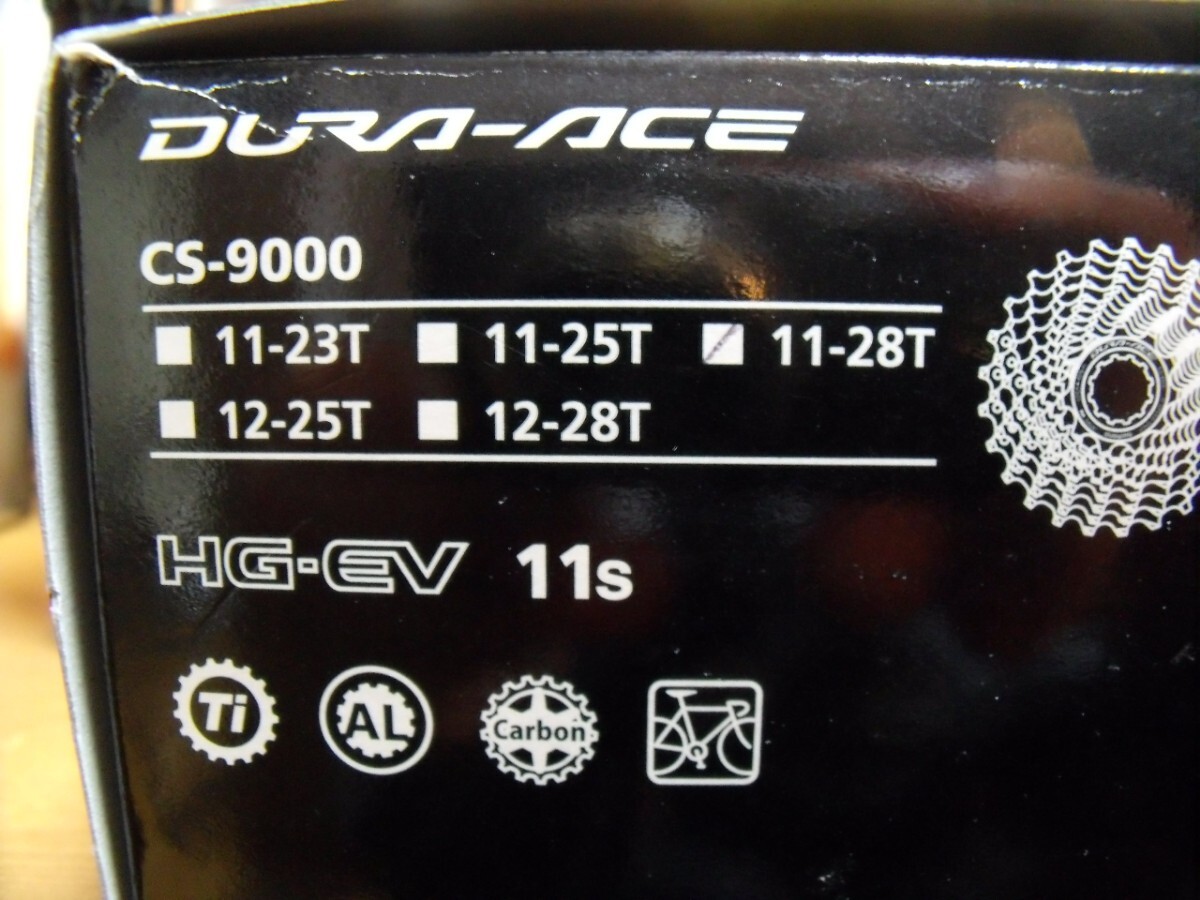 DURA-ACE
CS-9000
11-23T 11-25T 11-28T
12-25T 12-28T
HG-EV 11s
Ti AL Carbon